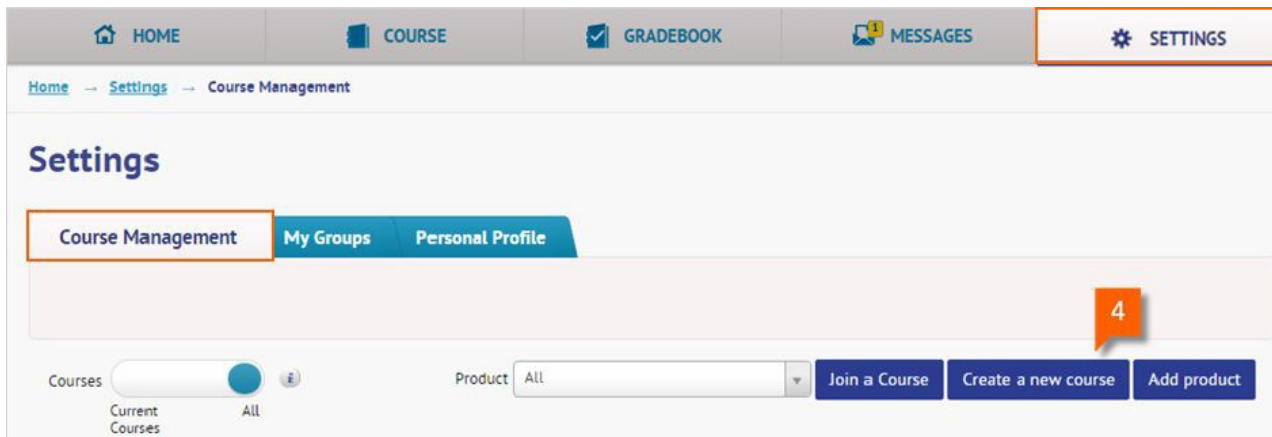 HOME COURSE GRADEBOOK 1 MESSAGES SETTINGS
Home → Settings → Course Management
Settings
Course Management My Groups Personal Profile
4
Courses i Product All Join a Course Create a new course Add product
Current All
Courses